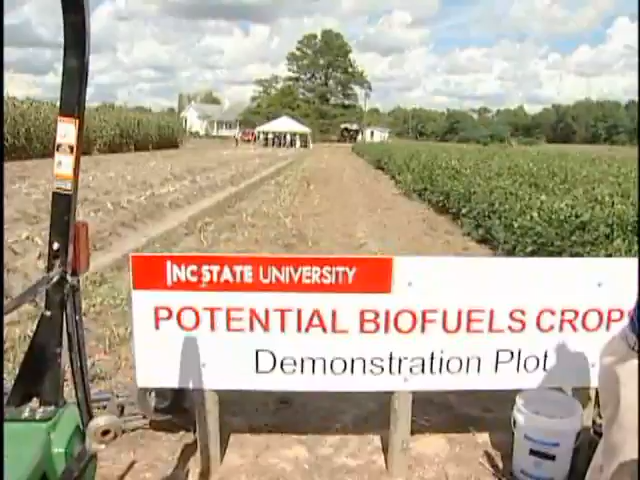 NC STATE UNIVERSITY
POTENTIAL BIOFUELS CROPS
Demonstration Plot